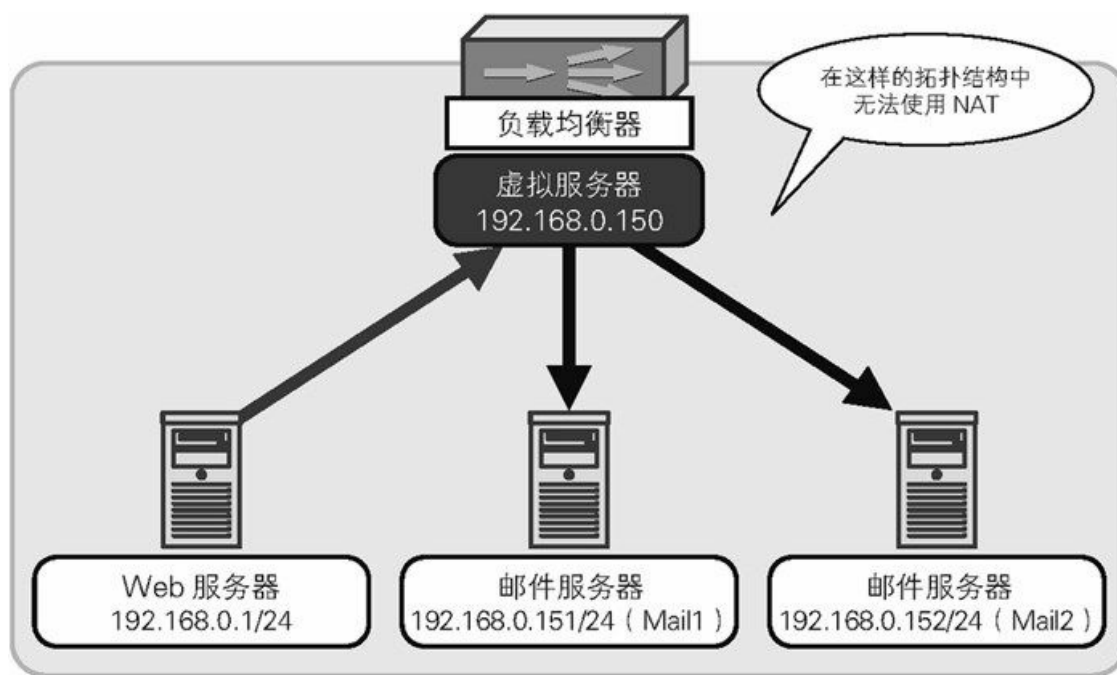 在这样的拓扑结构中
无法使用 NAT
负载均衡器
虚拟服务器
192.168.0.150
Web 服务器
192.168.0.1/24
邮件服务器
192.168.0.151/24（Mail1）
邮件服务器
192.168.0.152/24（Mail2）